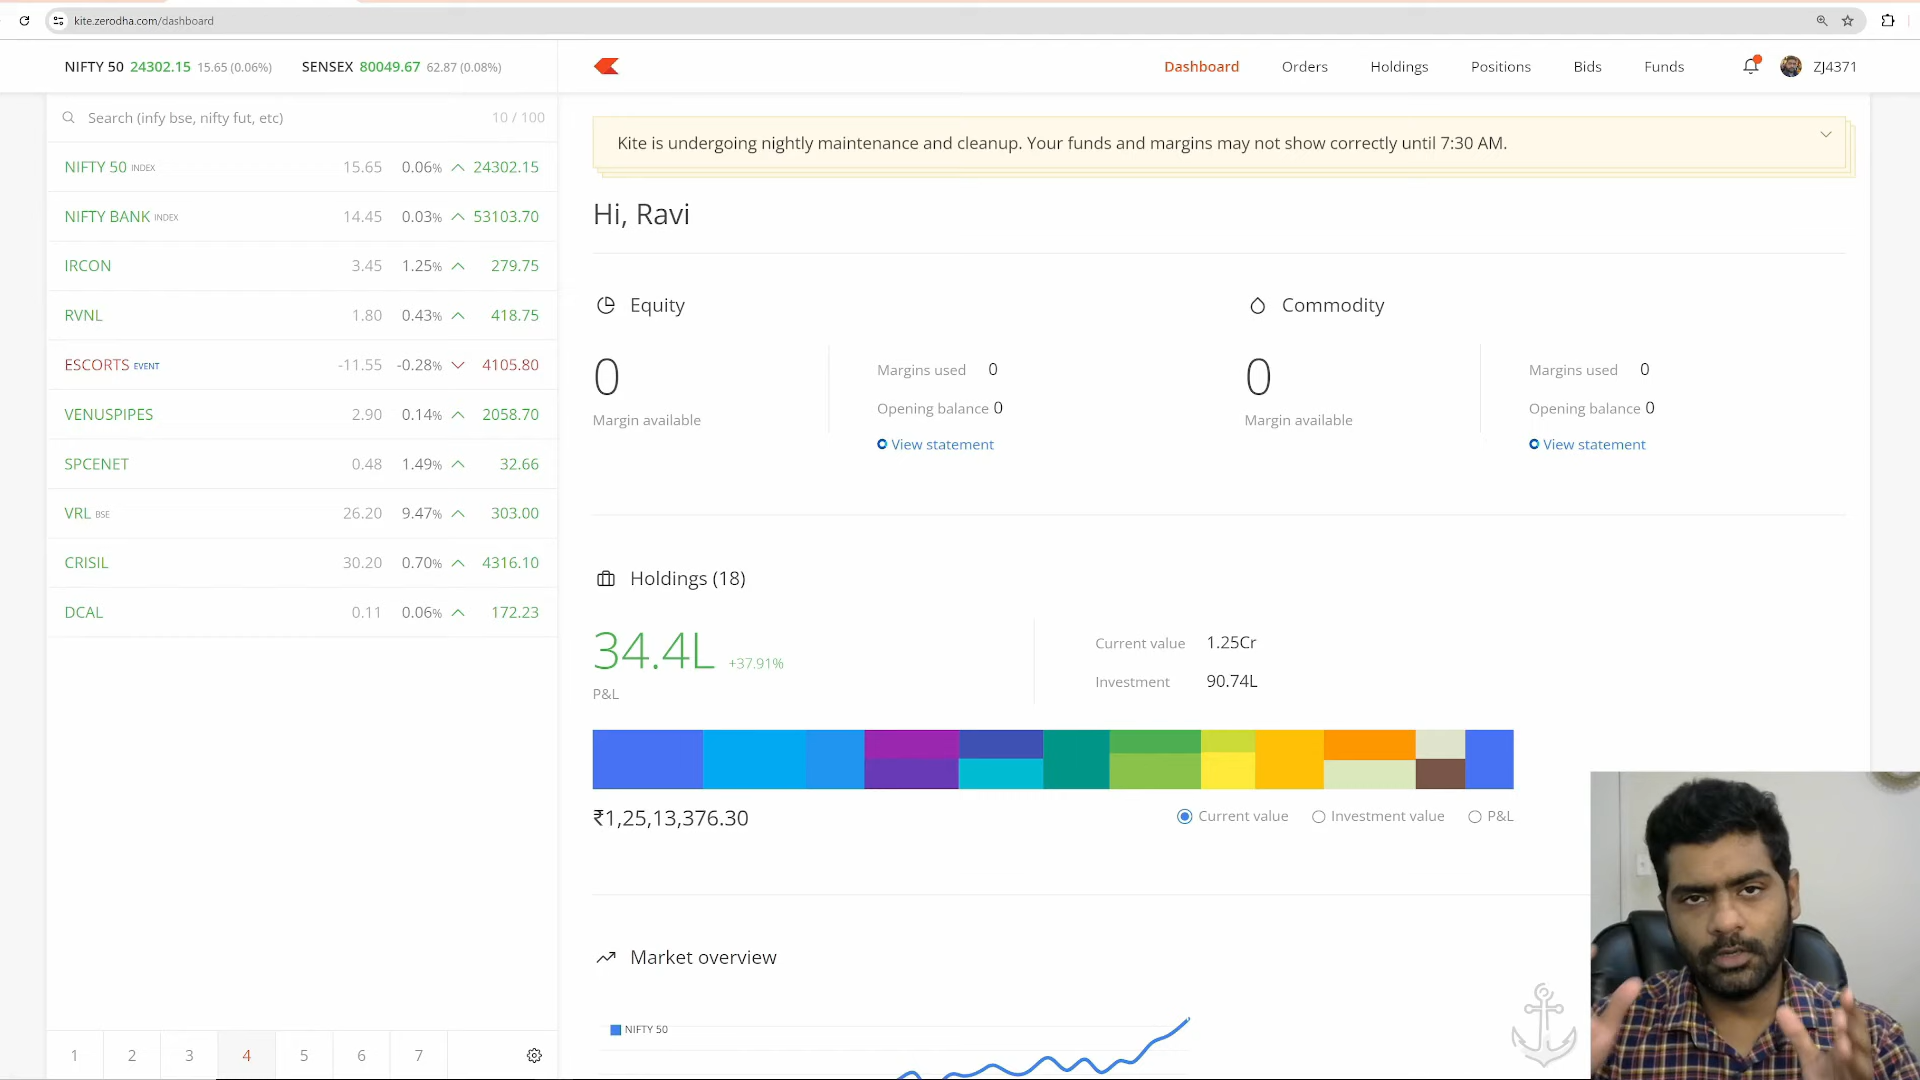 kite.zerodha.com/dashboard
NIFTY 50 24302.15 15.65 (0.06%) SENSEX 80049.67 62.87 (0.08%)
Dashboard Orders Holdings Positions Bids Funds ZJ4371
Search (infy bse, nifty fut, etc) 10 / 100
NIFTY 50 INDEX 15.65 0.06% 24302.15
NIFTY BANK INDEX 14.45 0.03% 53103.70
IRCON 3.45 1.25% 279.75
RVNL 1.80 0.43% 418.75
ESCORTS EVENT -11.55 -0.28% 4105.80
VENUSPIPES 2.90 0.14% 2058.70
SPCENET 0.48 1.49% 32.66
VRL BSE 26.20 9.47% 303.00
CRISIL 30.20 0.70% 4316.10
DCAL 0.11 0.06% 172.23
1 2 3 4 5 6 7
Kite is undergoing nightly maintenance and cleanup. Your funds and margins may not show correctly until 7:30 AM.
Hi, Ravi
Equity
0
Margin available
Margins used 0
Opening balance 0
View statement
Commodity
0
Margin available
Margins used 0
Opening balance 0
View statement
Holdings (18)
34.4L +37.91%
P&L
Current value 1.25Cr
Investment 90.74L
₹1,25,13,376.30
Current value Investment value P&L
Market overview
NIFTY 50